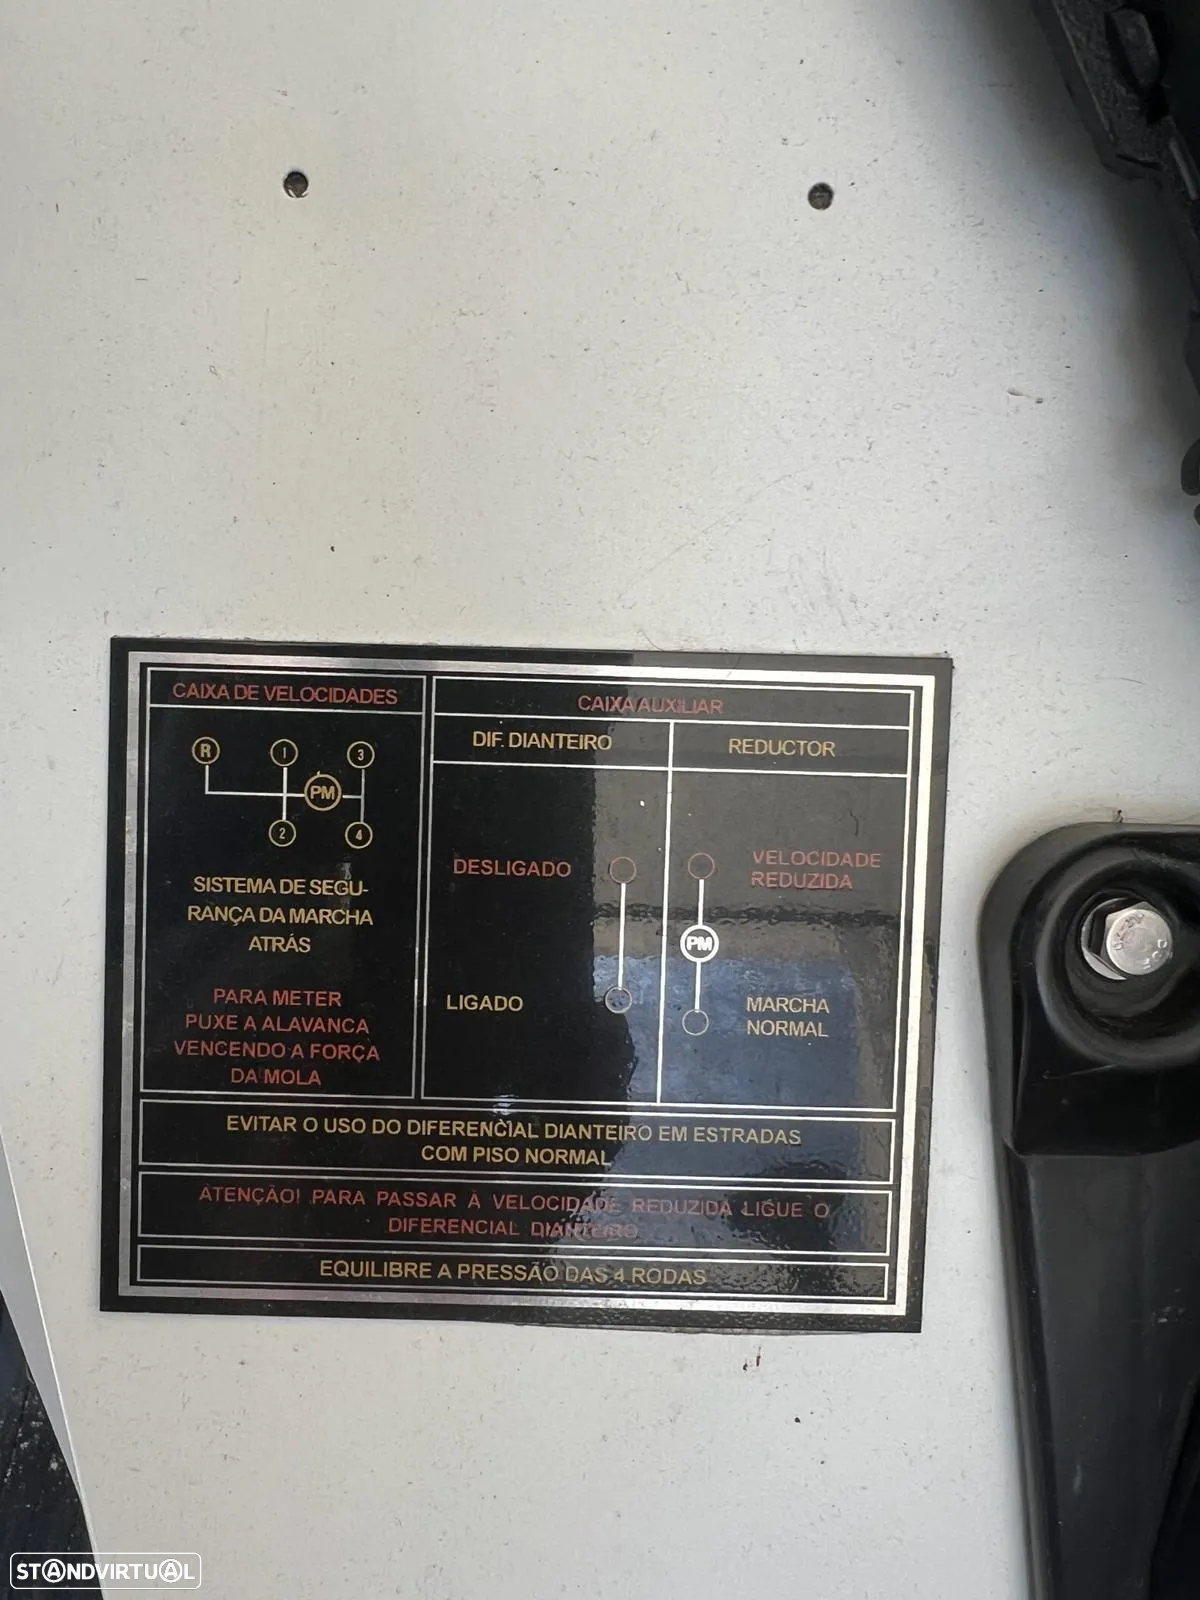 CAIXA DE VELOCIDADES
R 1 3
PM
2 4
SISTEMA DE SEGU-
RANÇA DA MARCHA
ATRÁS
PARA METER
PUXE A ALAVANCA
VENCENDO A FORÇA
DA MOLA
CAIXA AUXILIAR
DIF. DIANTEIRO
DESLIGADO
LIGADO
REDUCTOR
VELOCIDADE
REDUZIDA
PM
MARCHA
NORMAL
EVITAR O USO DO DIFERENCIAL DIANTEIRO EM ESTRADAS
COM PISO NORMAL
ATENÇÃO! PARA PASSAR À VELOCIDADE REDUZIDA LIGUE O
DIFERENCIAL DIANTEIRO
EQUILIBRE A PRESSÃO DAS 4 RODAS
STANDVIRTUAL